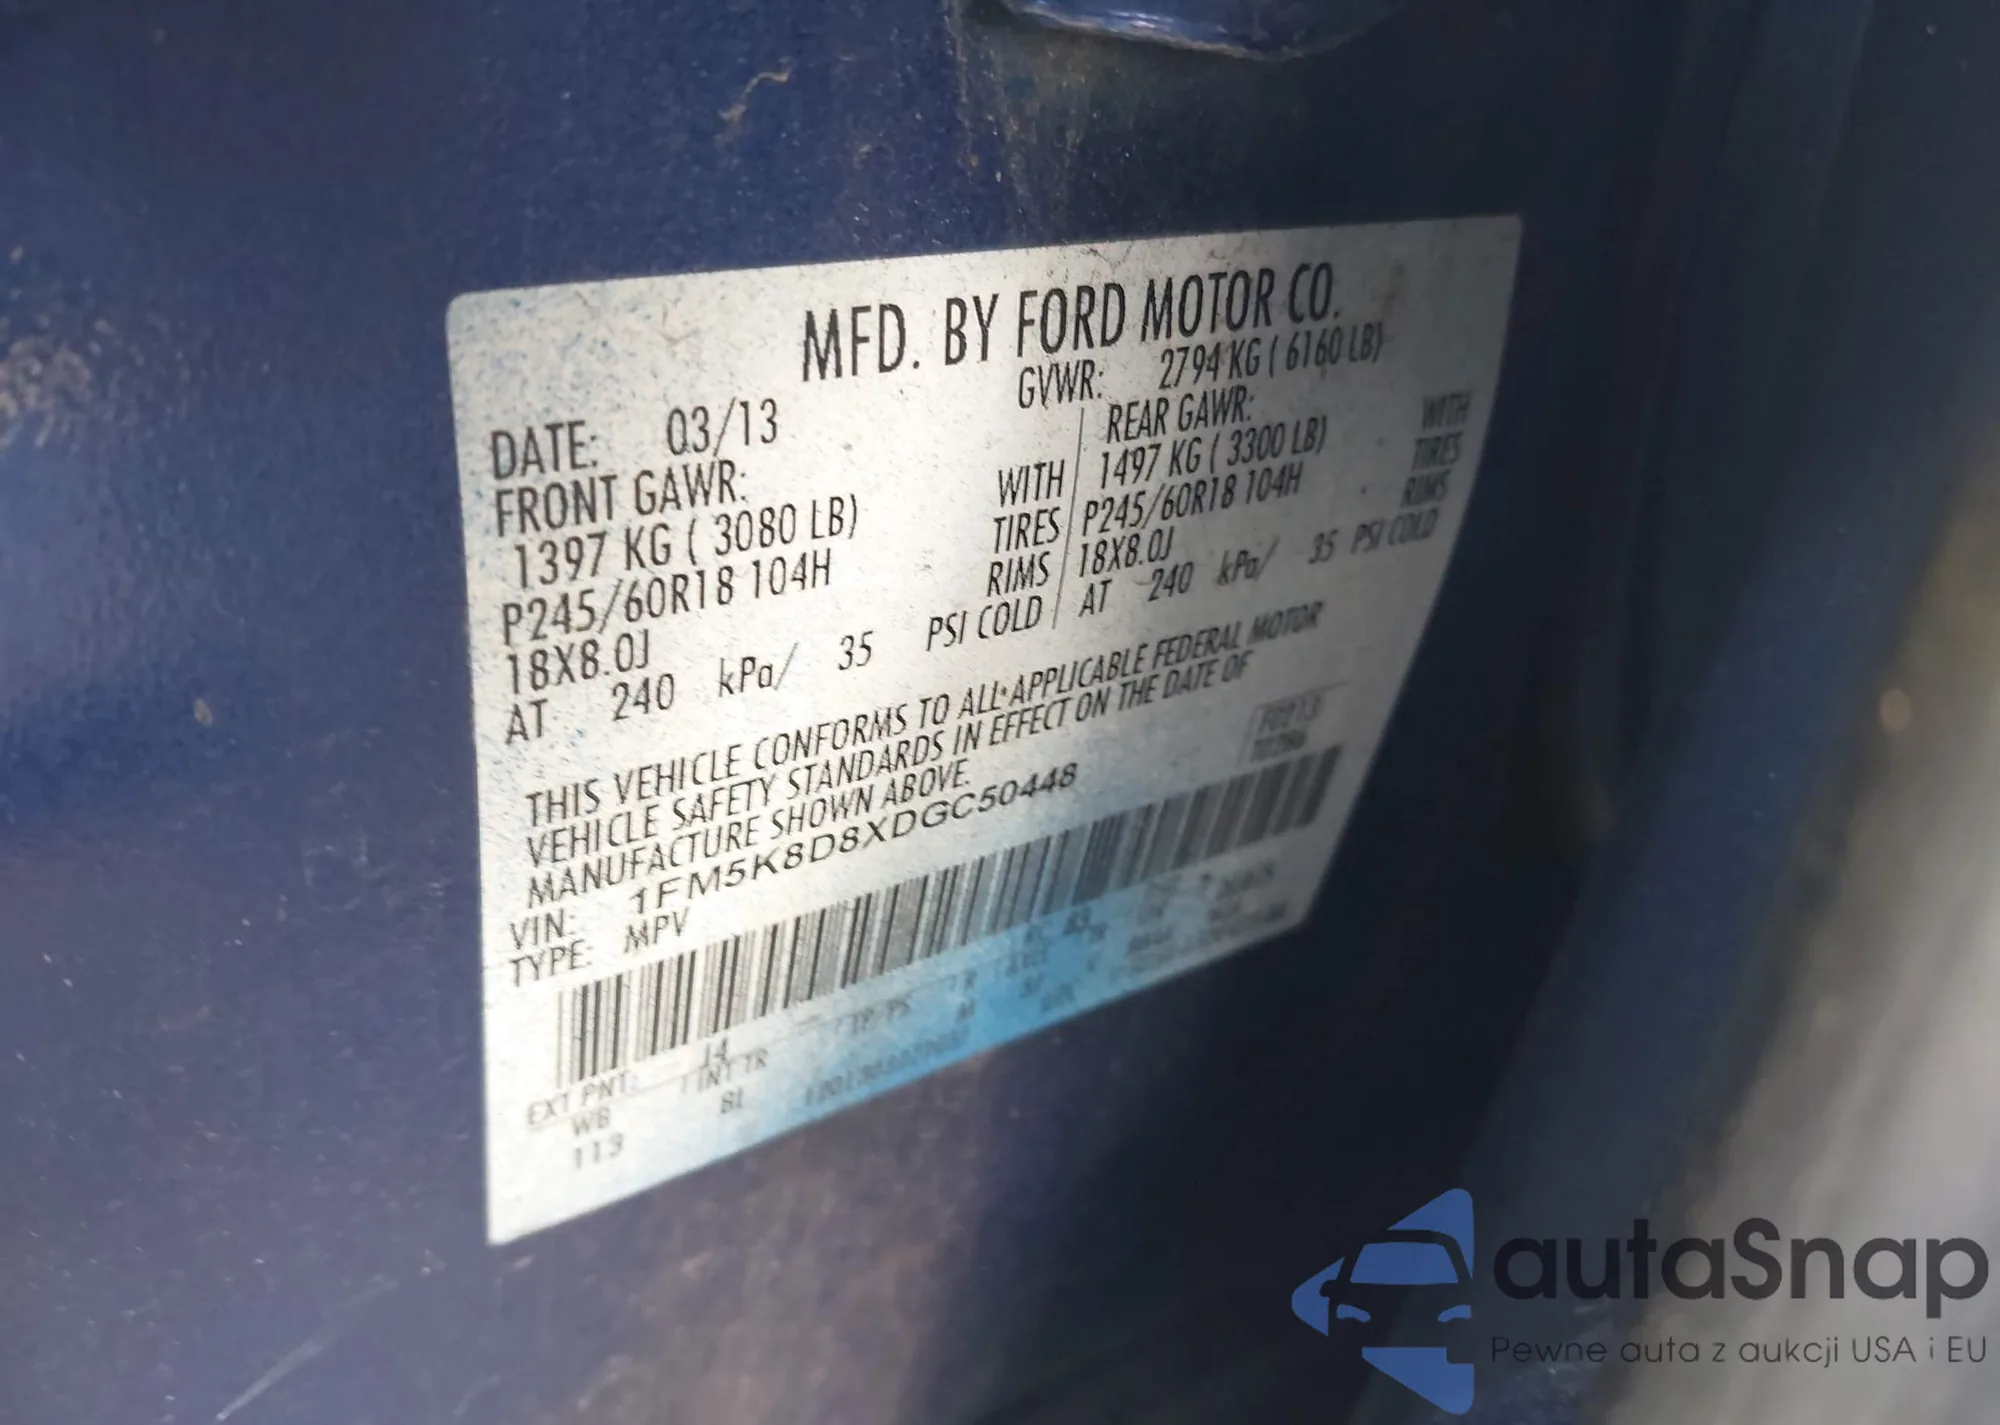 MFD. BY FORD MOTOR CO.
DATE: 03/13 GVWR: 2794 KG ( 6160 LB)
FRONT GAWR: REAR GAWR:
1397 KG ( 3080 LB) WITH 1497 KG ( 3300 LB) WITH
P245/60R18 104H TIRES P245/60R18 104H TIRES
18X8.0J RIMS 18X8.0J RIMS
AT 240 kPa/ 35 PSI COLD AT 240 kPa/ 35 PSI COLD
THIS VEHICLE CONFORMS TO ALL APPLICABLE FEDERAL MOTOR
VEHICLE SAFETY STANDARDS IN EFFECT ON THE DATE OF
MANUFACTURE SHOWN ABOVE.
VIN: 1FM5K8D8XDGC50448
TYPE: MPV
EXT PNT: J4
WB INT TR
113 8L
autaSnap
Pewne auta z aukcji USA i EU